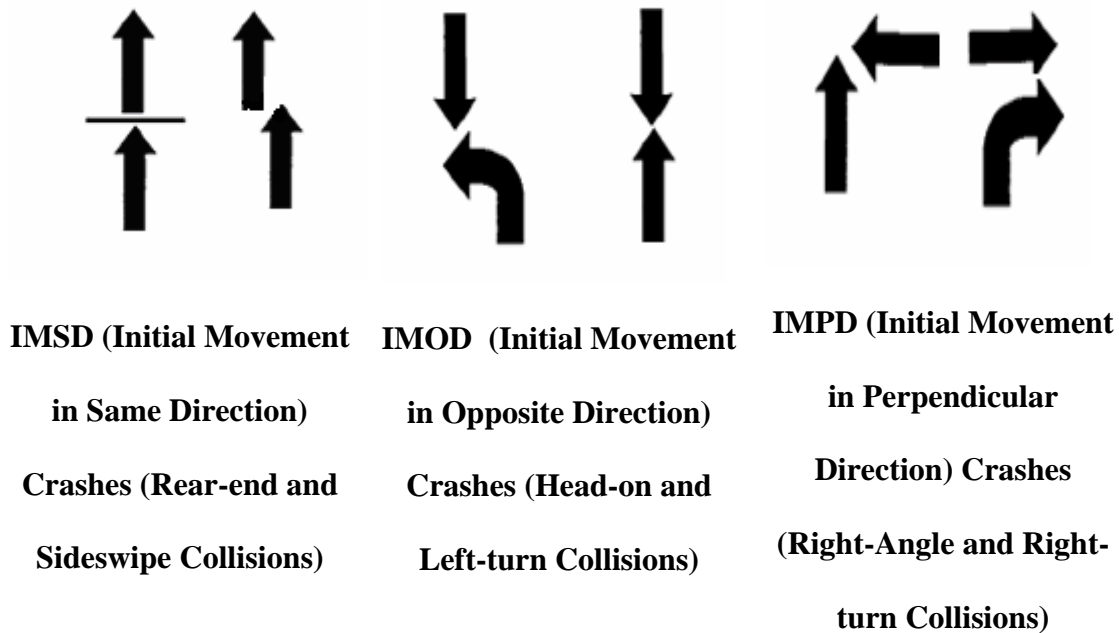 IMSD (Initial Movement
in Same Direction)
Crashes (Rear-end and
Sideswipe Collisions)
IMOD (Initial Movement
in Opposite Direction)
Crashes (Head-on and
Left-turn Collisions)
IMPD (Initial Movement
in Perpendicular
Direction) Crashes
(Right-Angle and Right-
turn Collisions)